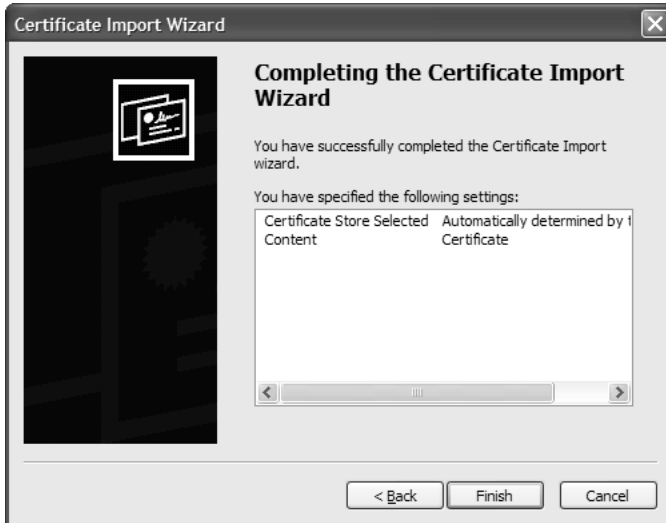 Certificate Import Wizard
Completing the Certificate Import
Wizard
You have successfully completed the Certificate Import
wizard.
You have specified the following settings:
Certificate Store Selected Automatically determined by t
Content Certificate
< Back Finish Cancel